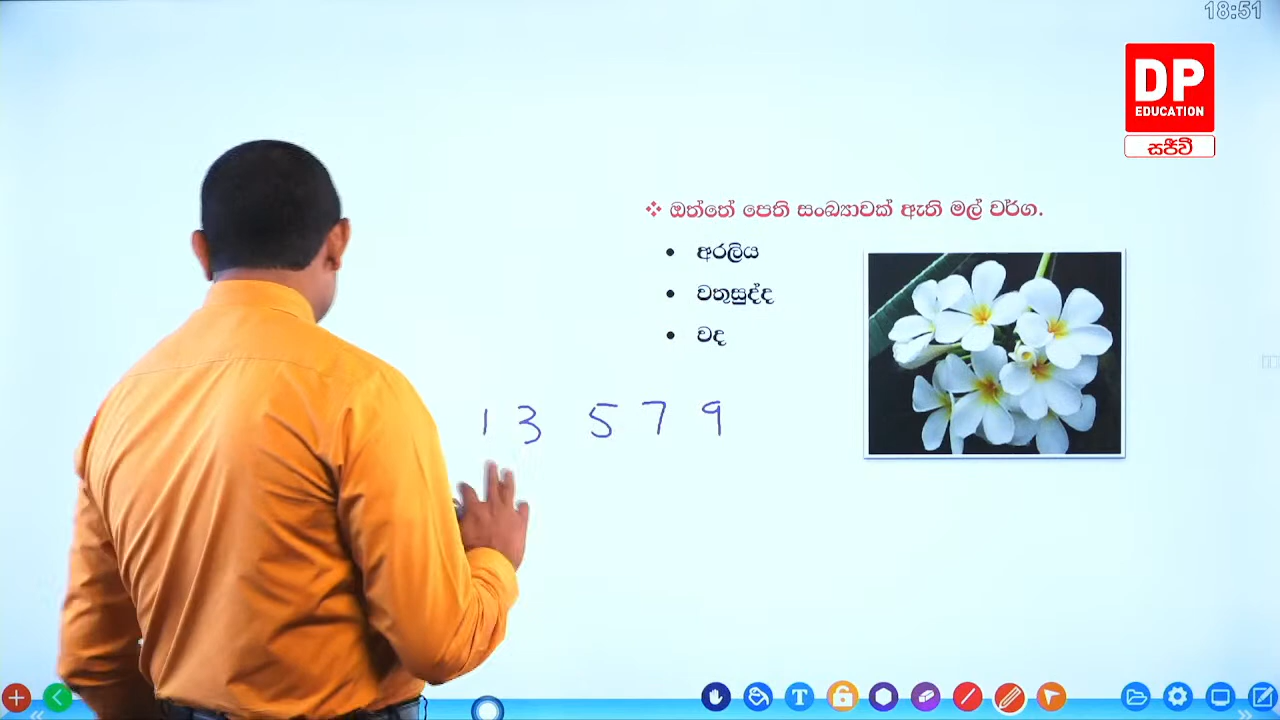 18:51
DP
EDUCATION
සජීවී
❖ ඔත්තේ පෙති සංඛ්‍යාවක් ඇති මල් වර්ග.
• අරලිය
• වතුසුද්ද
• වද
1 3 5 7 9
T